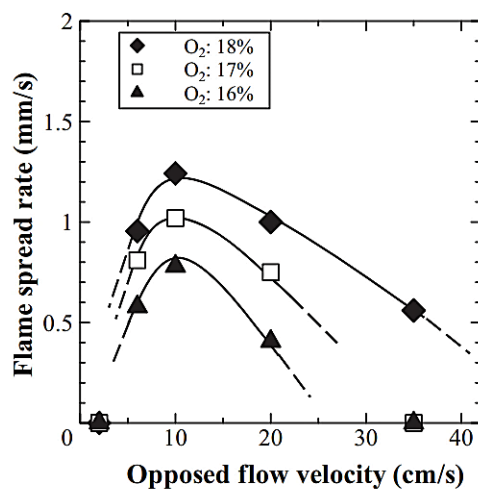 2
O₂: 18%
O₂: 17%
O₂: 16%
1.5
1
0.5
0
0
10
20
30
40
Flame spread rate (mm/s)
Opposed flow velocity (cm/s)